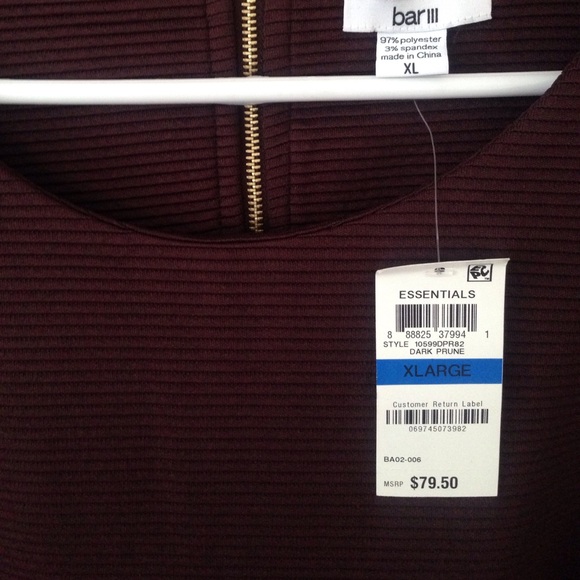 bar III
97% polyester
3% spandex
made in China
XL
ESSENTIALS
8 88825 37994 1
STYLE 10599DPR82
DARK PRUNE
XLARGE
Customer Return Label
069745073982
BA02-006
MSRP $79.50